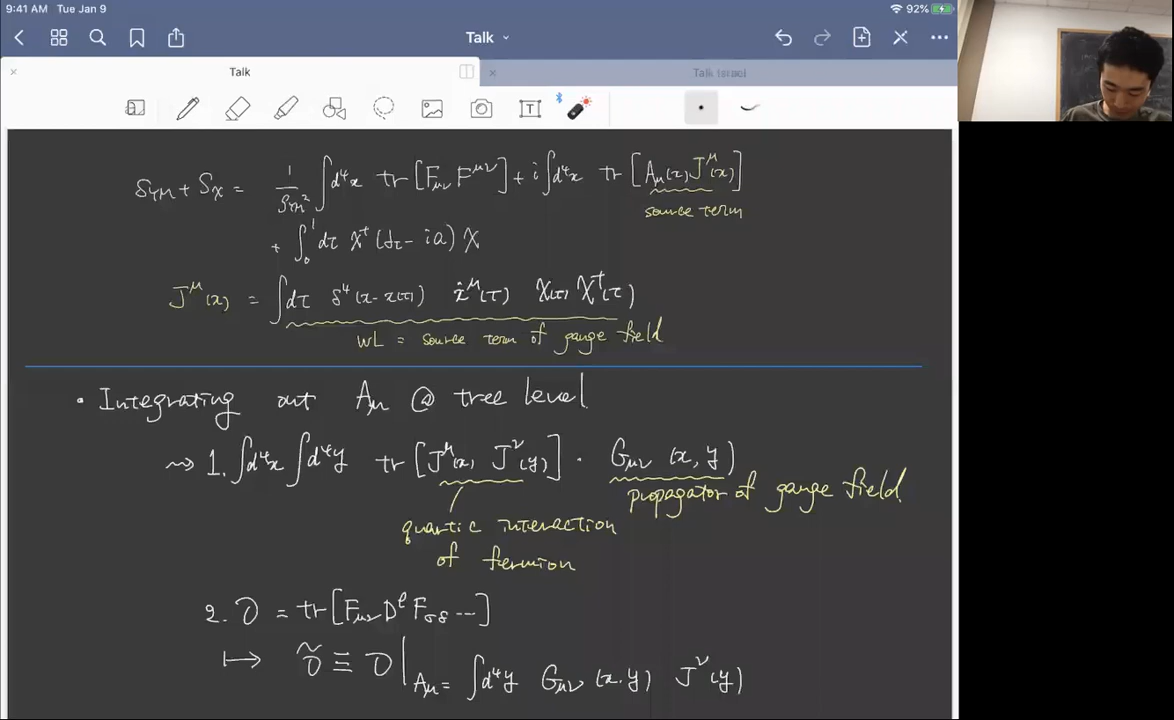 9:41 AM Tue Jan 9
92%
Talk
Talk
Talk Israel
S_YM + S_χ = 1/g_YM² ∫d⁴x tr[F_μν F^μν] + i∫d⁴x tr[A_μ(x) J^μ(x)]
source term
+ ∫₀¹ dτ χ†(∂τ - ia) χ
J^μ(x) = ∫dτ δ⁴(x-x(τ)) ẋ^μ(τ) χ(τ) χ†(τ)
WL = source term of gauge field
• Integrating out A_μ @ tree level
⇝ 1. ∫d⁴x ∫d⁴y tr[J^μ(x) J^ν(y)] · G_μν(x, y)
propagator of gauge field.
quartic interaction
of fermion
2. O = tr[F_μν D^ρ F_σδ ···]
↦ Õ ≡ O|_{A_μ = ∫d⁴y G_μν(x.y) J^ν(y)}